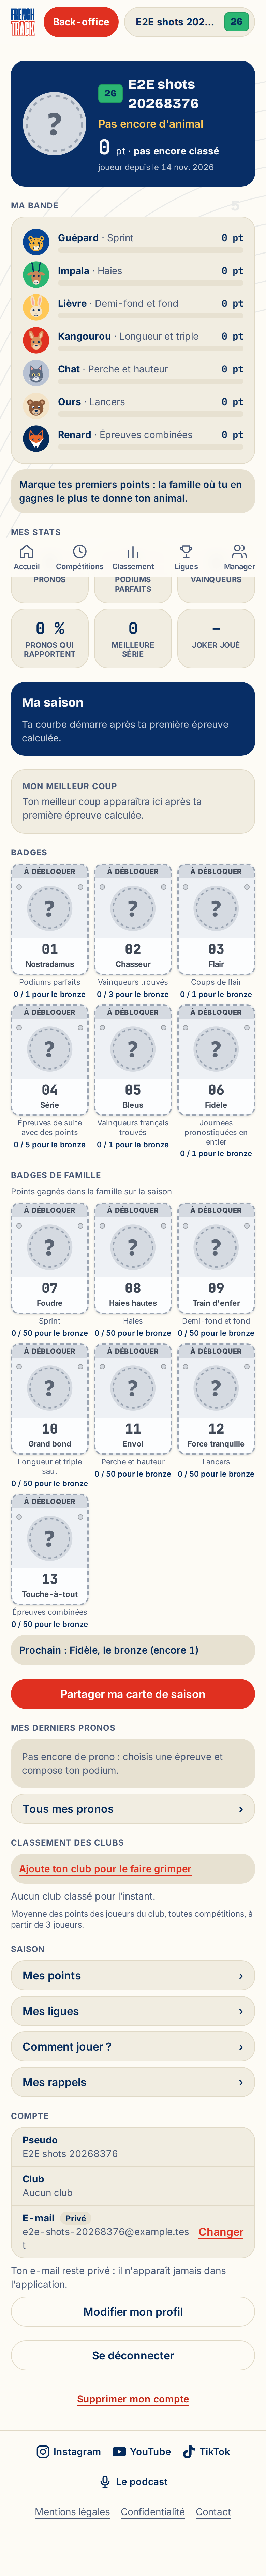 FRENCH
TRACK
Back-office
E2E shots 202...
26
?
26
E2E shots
20268376
Pas encore d'animal
0 pt · pas encore classé
joueur depuis le 14 nov. 2026
MA BANDE
5
Guépard · Sprint 0 pt
Impala · Haies 0 pt
Lièvre · Demi-fond et fond 0 pt
Kangourou · Longueur et triple 0 pt
Chat · Perche et hauteur 0 pt
Ours · Lancers 0 pt
Renard · Épreuves combinées 0 pt
Marque tes premiers points : la famille où tu en
gagnes le plus te donne ton animal.
MES STATS
Accueil
Compétitions
Classement
Ligues
Manager
PRONOS
PODIUMS
PARFAITS
VAINQUEURS
0 %
PRONOS QUI
RAPPORTENT
0
MEILLEURE
SÉRIE
–
JOKER JOUÉ
Ma saison
Ta courbe démarre après ta première épreuve
calculée.
MON MEILLEUR COUP
Ton meilleur coup apparaîtra ici après ta
première épreuve calculée.
BADGES
À DÉBLOQUER
?
01
Nostradamus
Podiums parfaits
0 / 1 pour le bronze
À DÉBLOQUER
?
02
Chasseur
Vainqueurs trouvés
0 / 3 pour le bronze
À DÉBLOQUER
?
03
Flair
Coups de flair
0 / 1 pour le bronze
À DÉBLOQUER
?
04
Série
Épreuves de suite
avec des points
0 / 5 pour le bronze
À DÉBLOQUER
?
05
Bleus
Vainqueurs français
trouvés
0 / 1 pour le bronze
À DÉBLOQUER
?
06
Fidèle
Journées
pronostiquées en
entier
0 / 1 pour le bronze
BADGES DE FAMILLE
Points gagnés dans la famille sur la saison
À DÉBLOQUER
?
07
Foudre
Sprint
0 / 50 pour le bronze
À DÉBLOQUER
?
08
Haies hautes
Haies
0 / 50 pour le bronze
À DÉBLOQUER
?
09
Train d'enfer
Demi-fond et fond
0 / 50 pour le bronze
À DÉBLOQUER
?
10
Grand bond
Longueur et triple
saut
0 / 50 pour le bronze
À DÉBLOQUER
?
11
Envol
Perche et hauteur
0 / 50 pour le bronze
À DÉBLOQUER
?
12
Force tranquille
Lancers
0 / 50 pour le bronze
À DÉBLOQUER
?
13
Touche-à-tout
Épreuves combinées
0 / 50 pour le bronze
Prochain : Fidèle, le bronze (encore 1)
Partager ma carte de saison
MES DERNIERS PRONOS
Pas encore de prono : choisis une épreuve et
compose ton podium.
Tous mes pronos ›
CLASSEMENT DES CLUBS
Ajoute ton club pour le faire grimper
Aucun club classé pour l'instant.
Moyenne des points des joueurs du club, toutes compétitions, à
partir de 3 joueurs.
SAISON
Mes points ›
Mes ligues ›
Comment jouer ? ›
Mes rappels ›
COMPTE
Pseudo
E2E shots 20268376
Club
Aucun club
E-mail Privé
e2e-shots-20268376@example.tes
t
Changer
Ton e-mail reste privé : il n'apparaît jamais dans
l'application.
Modifier mon profil
Se déconnecter
Supprimer mon compte
Instagram
YouTube
TikTok
Le podcast
Mentions légales
Confidentialité
Contact